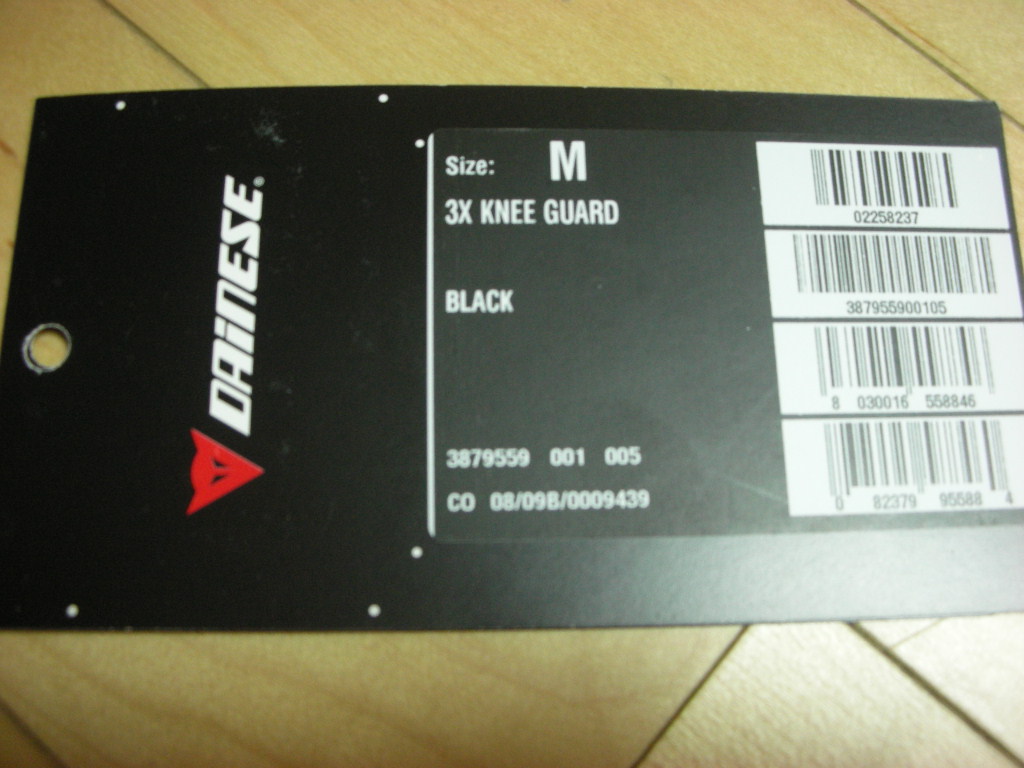 DAINESE®
Size: M
3X KNEE GUARD
BLACK
3879559 001 005
CO 08/09B/0009439
02258237
387955900105
8 030016 558846
0 82379 95588 4